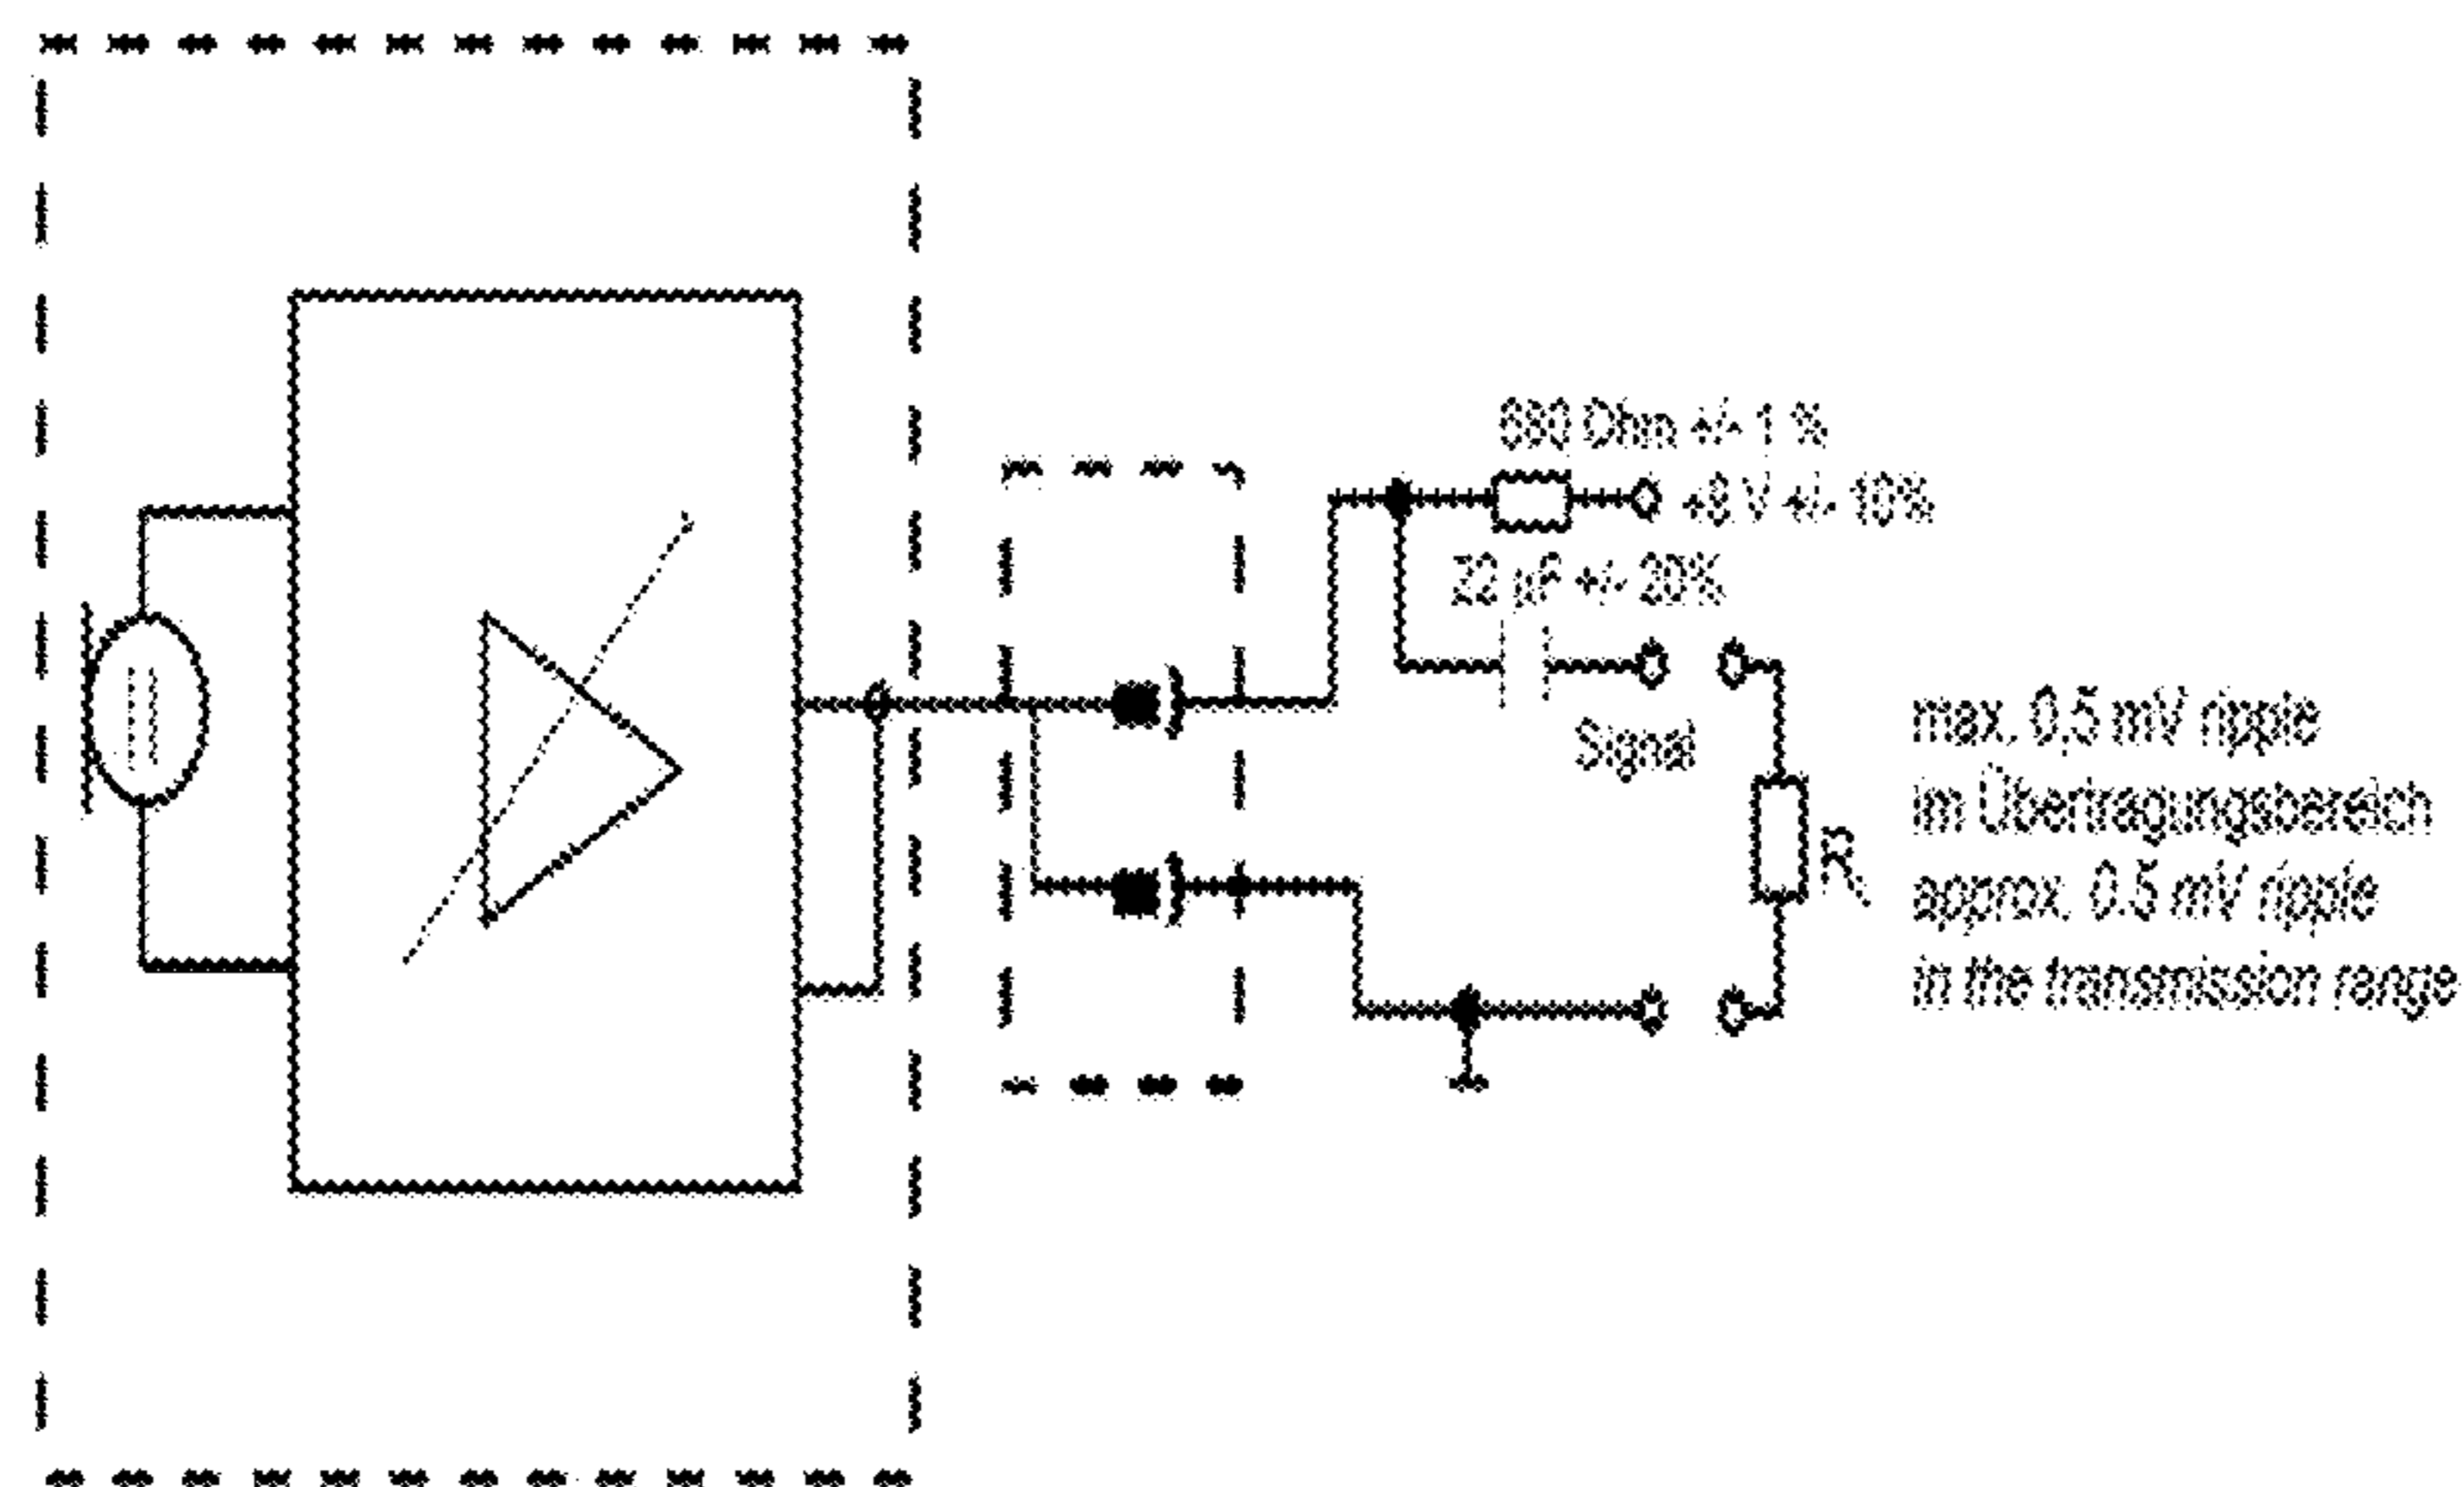 680 Ohm +/- 1 %
+8 V +/- 10%
22 µF +/- 20%
Signal
R
max. 0,5 mV ripple
im Übertragungsbereich
approx. 0.5 mV ripple
in the transmission range